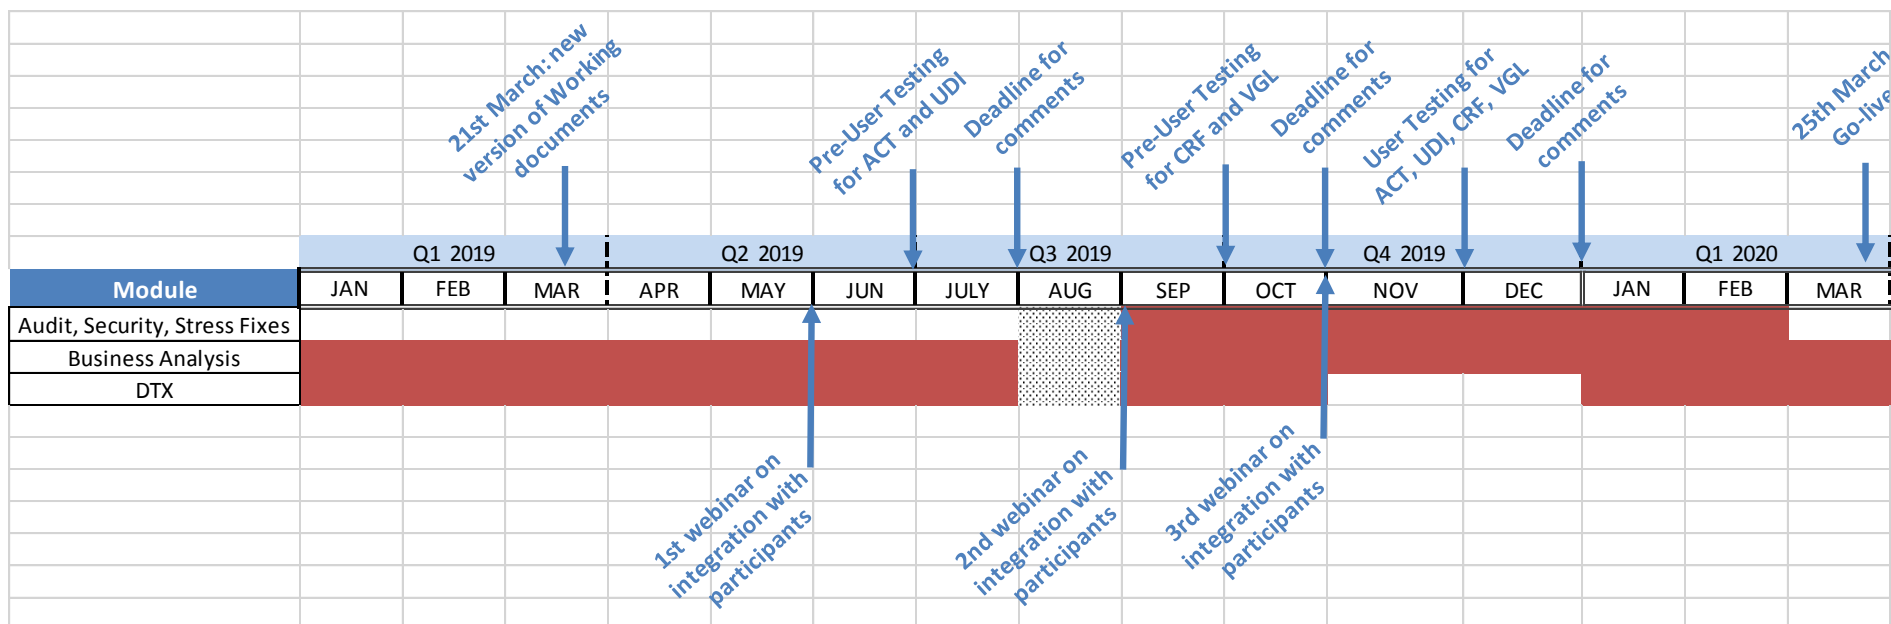 21st March: new
version of Working
documents
Pre-User Testing
for ACT and UDI
Deadline for
comments
Pre-User Testing
for CRF and VGL
Deadline for
comments
User Testing for
ACT, UDI, CRF, VGL
Deadline for
comments
25th March
Go-live
Q1 2019
Q2 2019
Q3 2019
Q4 2019
Q1 2020
Module
JAN
FEB
MAR
APR
MAY
JUN
JULY
AUG
SEP
OCT
NOV
DEC
JAN
FEB
MAR
Audit, Security, Stress Fixes
Business Analysis
DTX
1st webinar on
integration with
participants
2nd webinar on
integration with
participants
3rd webinar on
integration with
participants